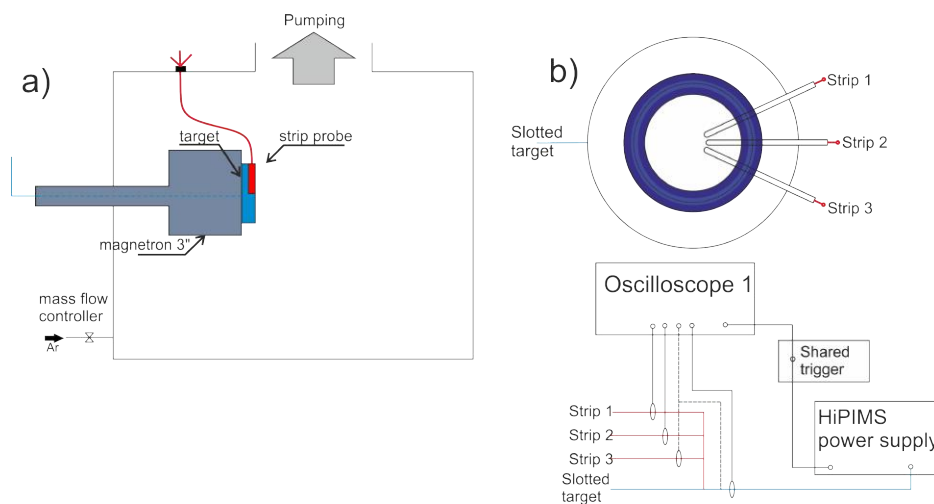 Pumping
a)
target
strip probe
magnetron 3"
mass flow
controller
Ar
b)
Strip 1
Slotted
target
Strip 2
Strip 3
Oscilloscope 1
Shared
trigger
HiPIMS
power supply
Strip 1
Strip 2
Strip 3
Slotted
target